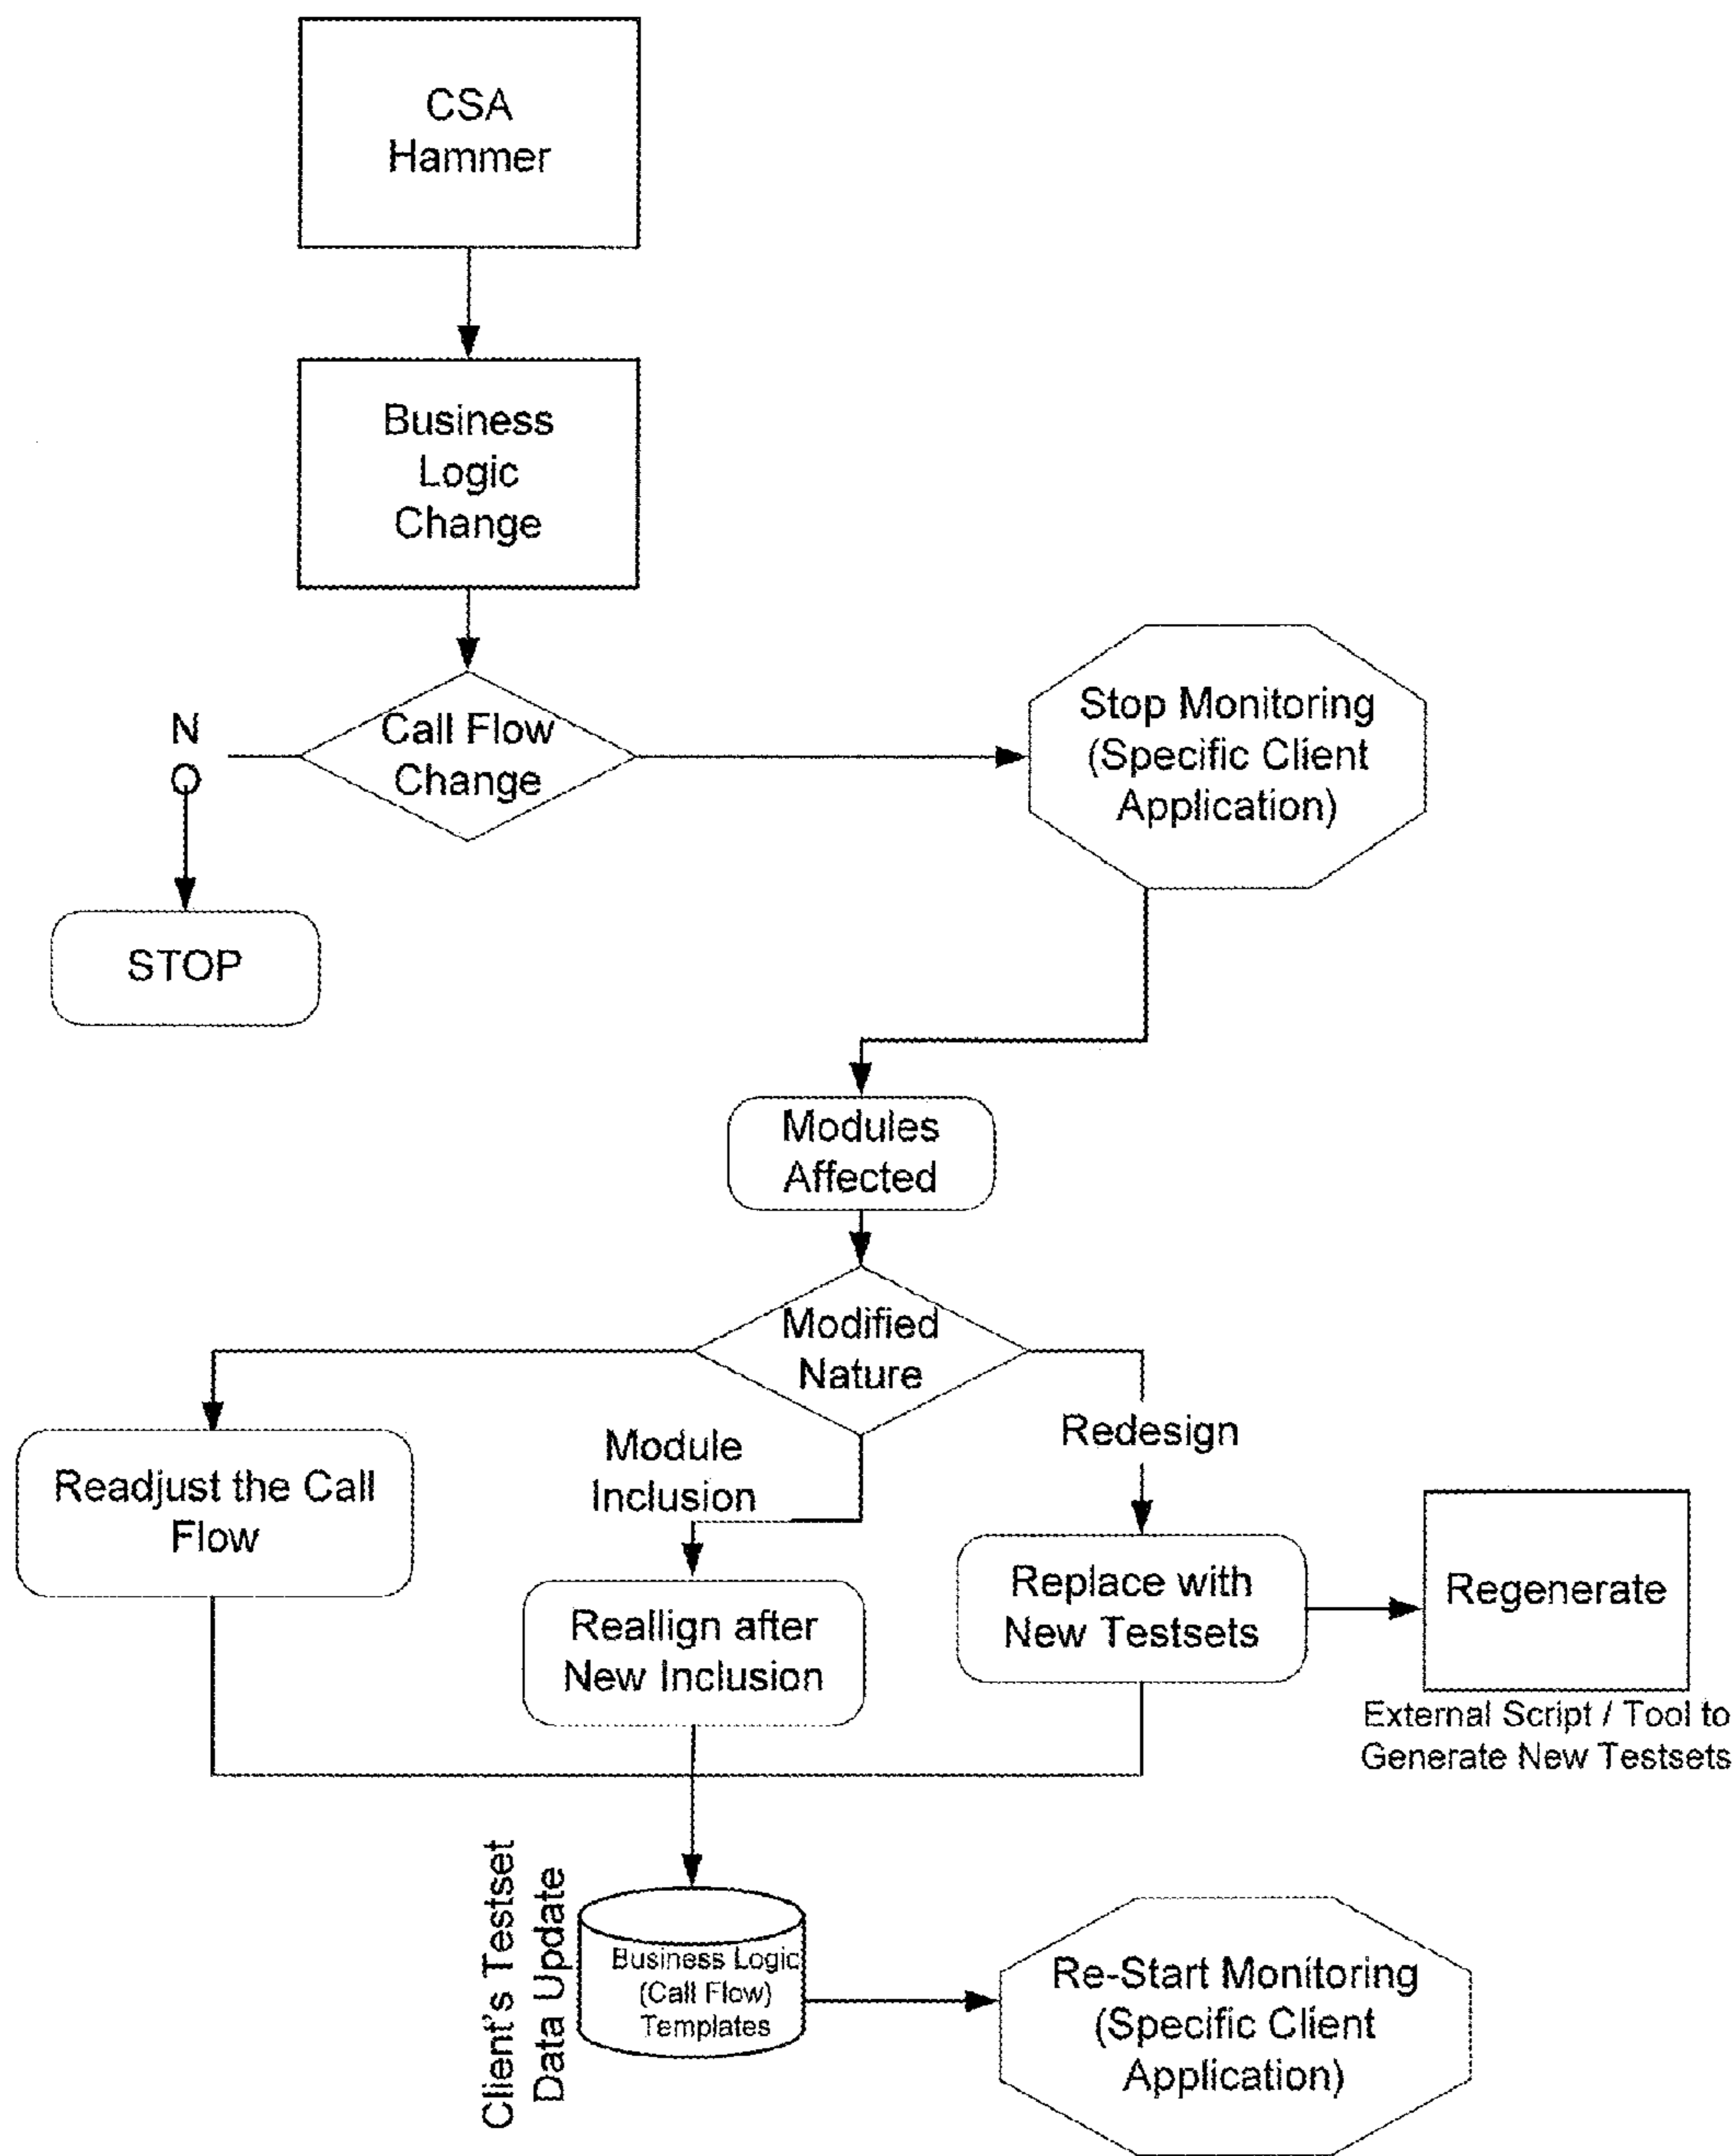 CSA
Hammer
Business
Logic
Change
Call Flow
Change
N
O
STOP
Stop Monitoring
(Specific Client
Application)
Modules
Affected
Modified
Nature
Readjust the Call
Flow
Module
Inclusion
Redesign
Reallign after
New Inclusion
Replace with
New Testsets
Regenerate
External Script / Tool to
Generate New Testsets
Client's Testset
Data Update
Business Logic
(Call Flow)
Templates
Re-Start Monitoring
(Specific Client
Application)